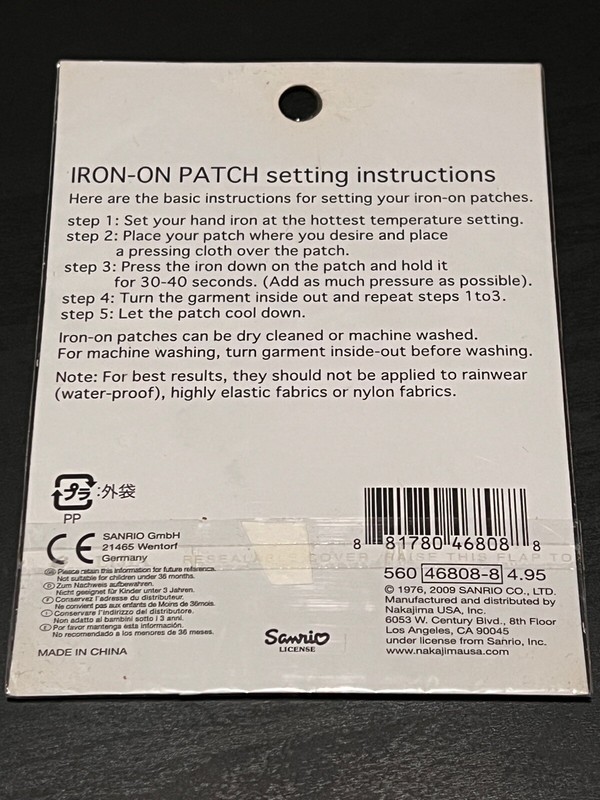 IRON-ON PATCH setting instructions
Here are the basic instructions for setting your iron-on patches.
step 1: Set your hand iron at the hottest temperature setting.
step 2: Place your patch where you desire and place
a pressing cloth over the patch.
step 3: Press the iron down on the patch and hold it
for 30-40 seconds. (Add as much pressure as possible).
step 4: Turn the garment inside out and repeat steps 1to3.
step 5: Let the patch cool down.
Iron-on patches can be dry cleaned or machine washed.
For machine washing, turn garment inside-out before washing.
Note: For best results, they should not be applied to rainwear
(water-proof), highly elastic fabrics or nylon fabrics.
プラ:外袋
PP
CE
SANRIO GmbH
21465 Wentorf
Germany
RESEALABLE COVER RAISE THIS FLAP TO
GB Please retain this information for future reference.
Not suitable for children under 36 months.
D Zum Nachweis aufbewahren.
Nicht geeignet für Kinder unter 3 Jahren.
F Conservez l'adresse du distributeur.
Ne convient pas aux enfants de Moins de 36mois.
I Conservare l'indirizzo del distributore.
Non adatto ai bambini sotto i 3 anni.
E Por favor mantenga esta información.
No recomendado a los menores de 36 meses.
MADE IN CHINA
Sanrio
LICENSE
8 81780 46808 8
560 46808-8 4.95
© 1976, 2009 SANRIO CO., LTD.
Manufactured and distributed by
Nakajima USA, Inc.
6053 W. Century Blvd., 8th Floor
Los Angeles, CA 90045
under license from Sanrio, Inc.
www.nakajimausa.com